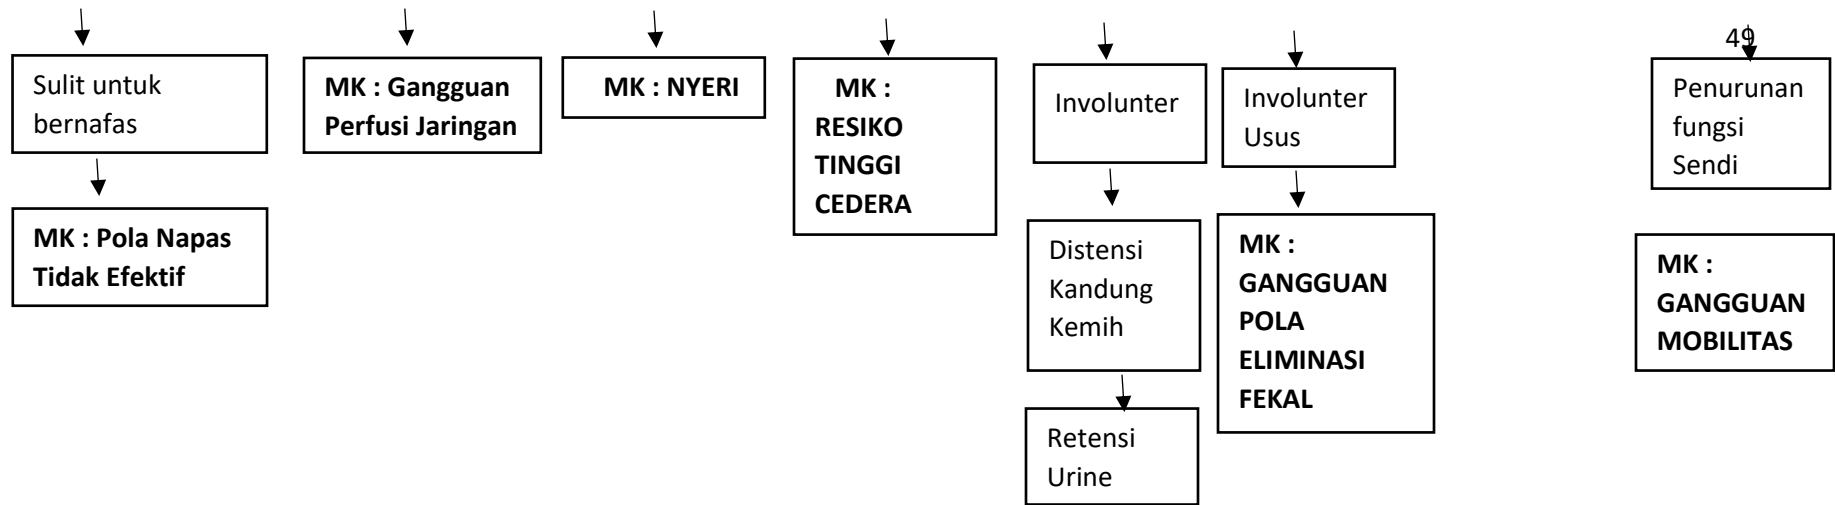 49
Sulit untuk
bernafas
MK : Pola Napas
Tidak Efektif
MK : Gangguan
Perfusi Jaringan
MK : NYERI
MK :
RESIKO
TINGGI
CEDERA
Involunter
Distensi
Kandung
Kemih
Retensi
Urine
Involunter
Usus
MK :
GANGGUAN
POLA
ELIMINASI
FEKAL
Penurunan
fungsi
Sendi
MK :
GANGGUAN
MOBILITAS